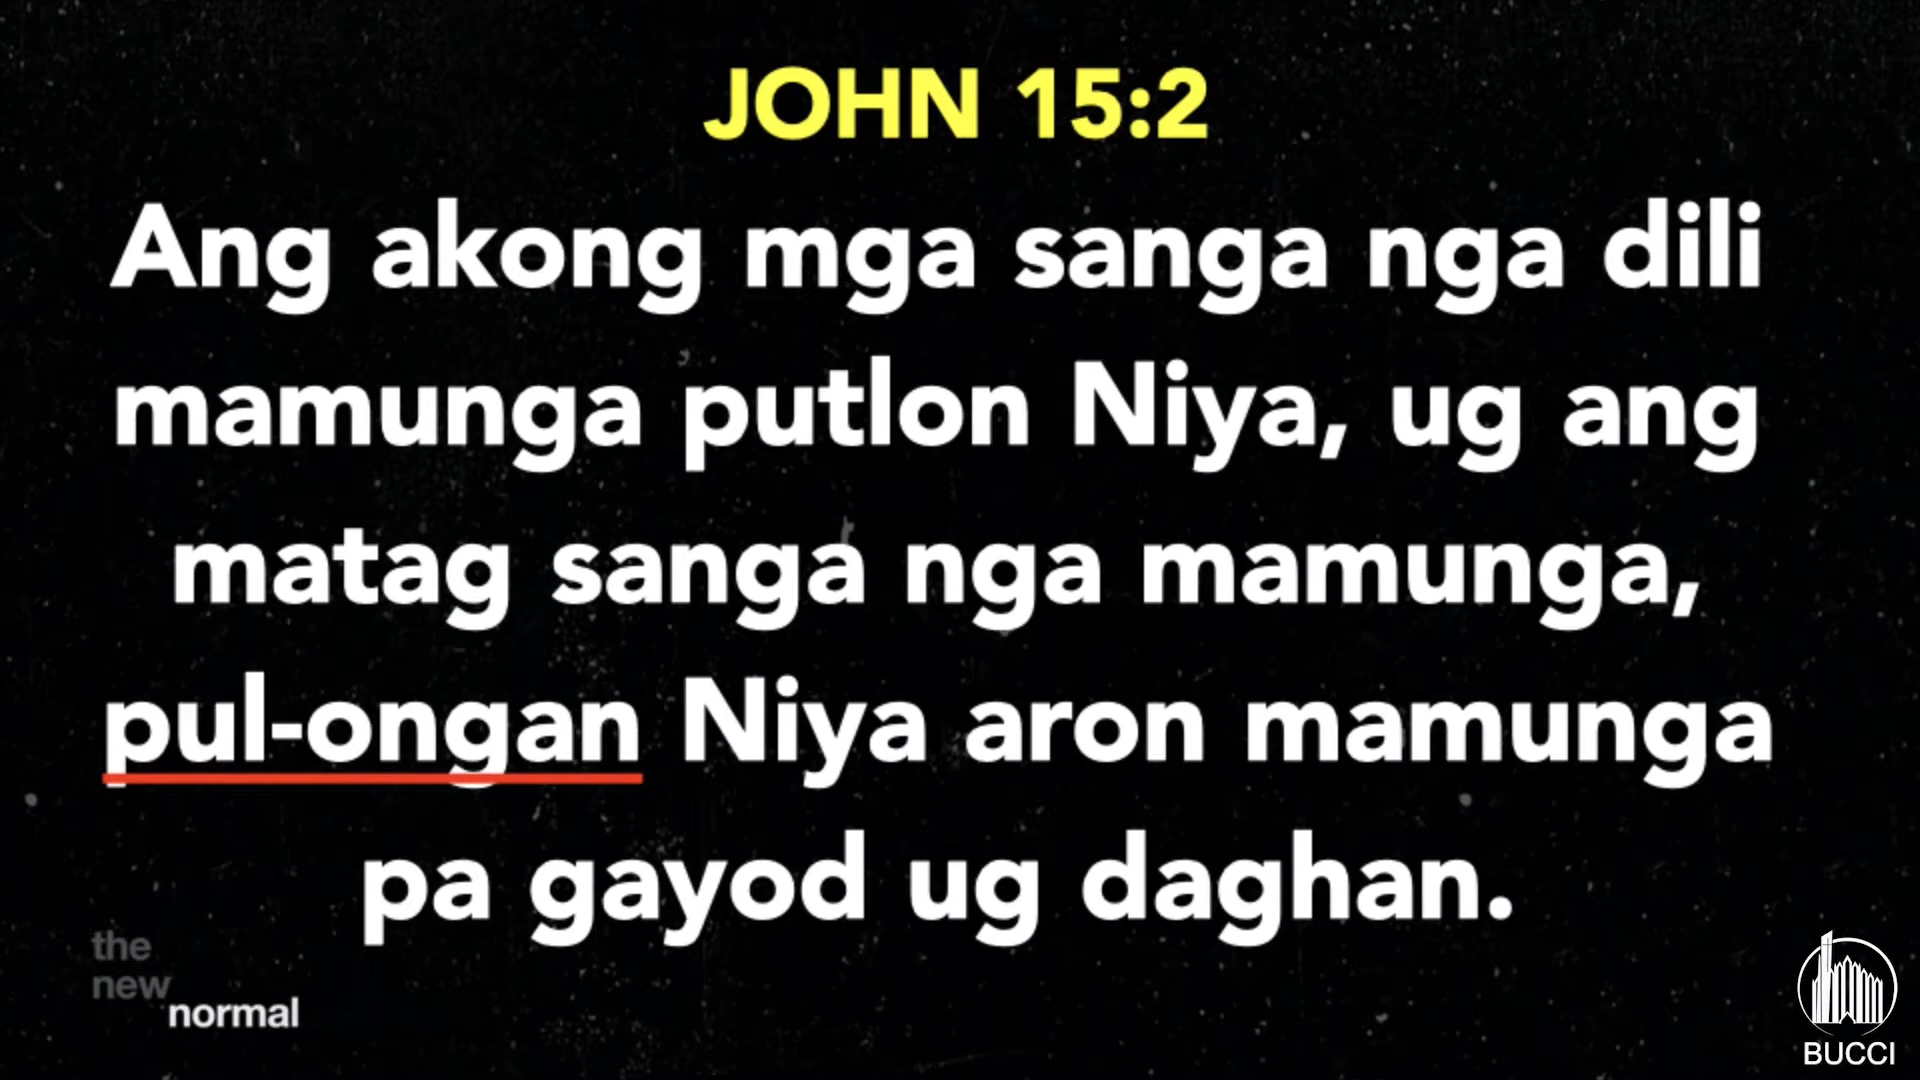 JOHN 15:2
Ang akong mga sanga nga dili
mamunga putlon Niya, ug ang
matag sanga nga mamunga,
pul-ongan Niya aron mamunga
pa gayod ug daghan.
the
new
normal
BUCCI